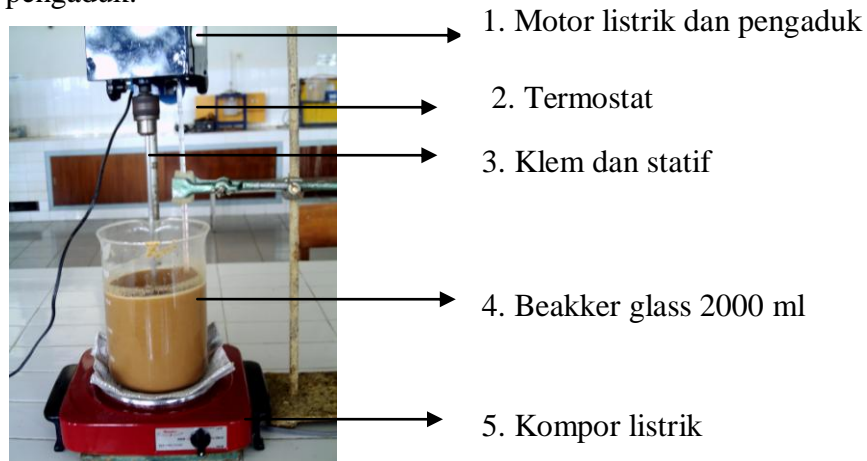 pengaduk.
1. Motor listrik dan pengaduk
2. Termostat
3. Klem dan statif
4. Beakker glass 2000 ml
5. Kompor listrik